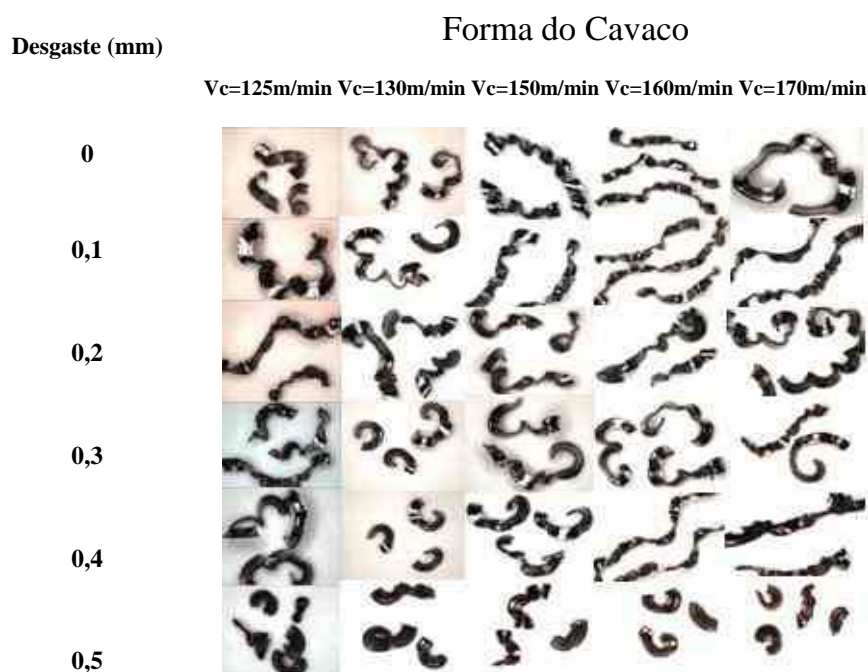 Forma do Cavaco
Desgaste (mm)
Vc=125m/min Vc=130m/min Vc=150m/min Vc=160m/min Vc=170m/min
0
0,1
0,2
0,3
0,4
0,5